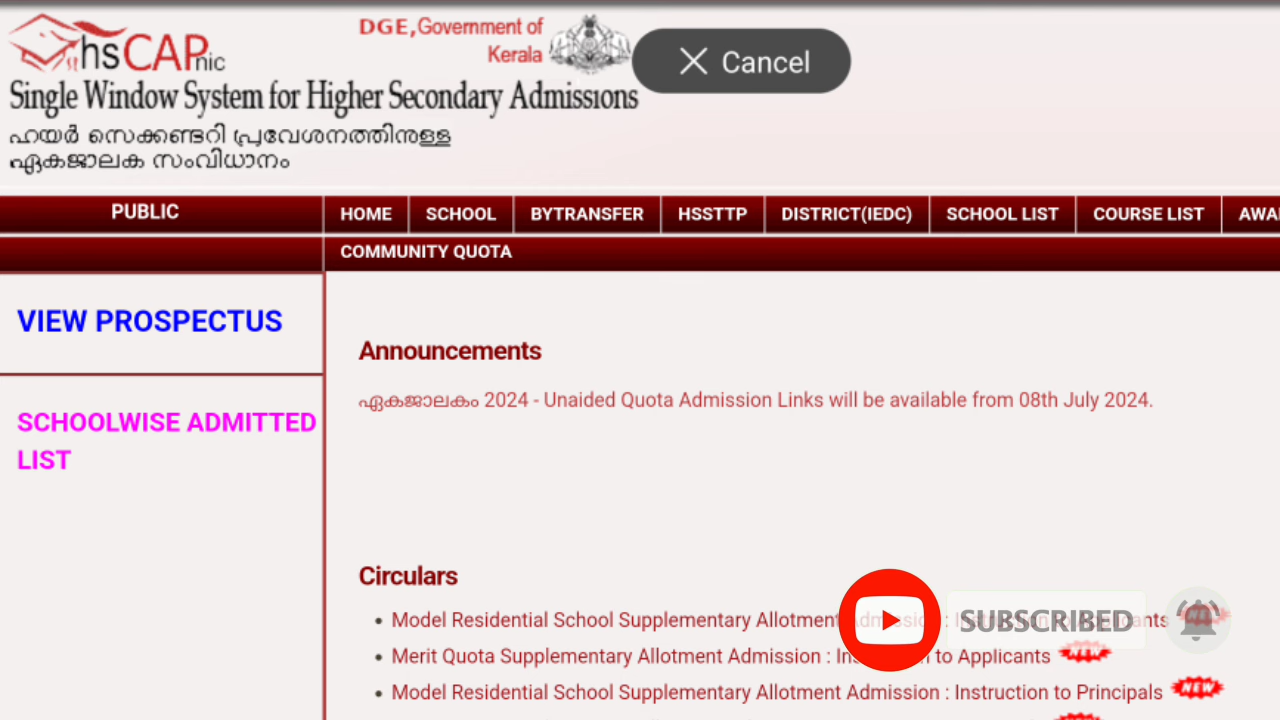 hsCAPnic
DGE,Government of
Kerala
Cancel
Single Window System for Higher Secondary Admissions
ഹയർ സെക്കണ്ടറി പ്രവേശനത്തിനുള്ള
ഏകജാലക സംവിധാനം
PUBLIC
HOME SCHOOL BYTRANSFER HSSTTP DISTRICT(IEDC) SCHOOL LIST COURSE LIST
COMMUNITY QUOTA
VIEW PROSPECTUS
SCHOOLWISE ADMITTED
LIST
Announcements
ഏകജാലകം 2024 - Unaided Quota Admission Links will be available from 08th July 2024.
Circulars
Model Residential School Supplementary Allotment
SUBSCRIBED
Merit Quota Supplementary Allotment Admission : to Applicants NEW
Model Residential School Supplementary Allotment Admission : Instruction to Principals NEW